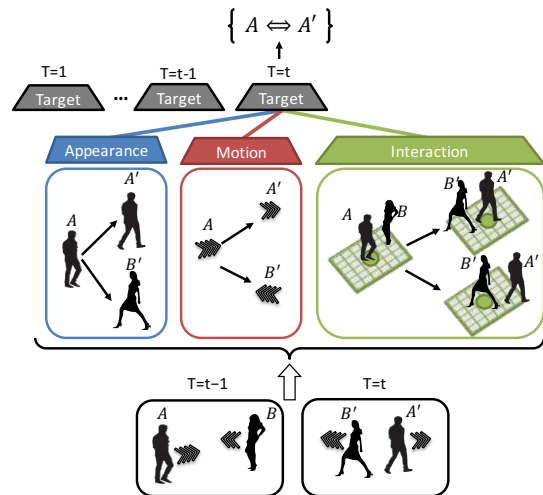 { A ⇔ A′ }
T=1 T=t-1 T=t
Target ... Target Target
Appearance Motion Interaction
A A′ B′
A A′ B′
A B B′ A′ B′ A′
T=t−1 T=t
A B B′ A′